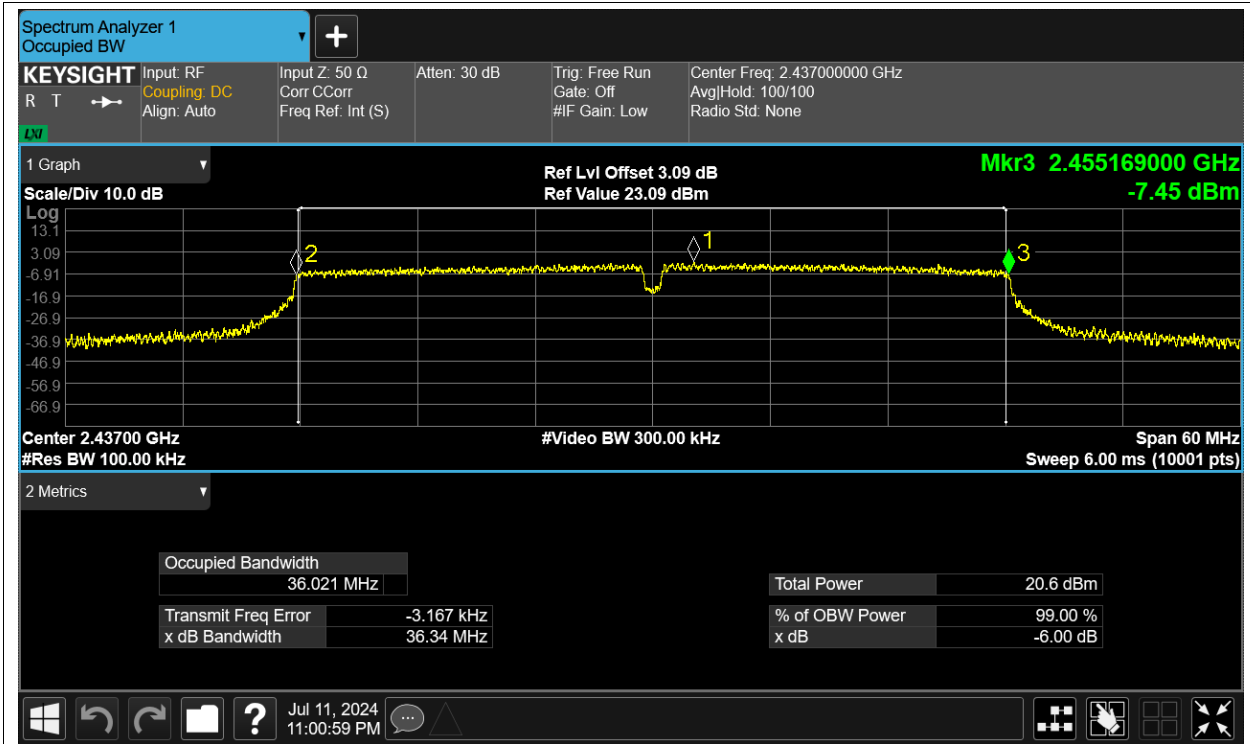 Spectrum Analyzer 1
Occupied BW
KEYSIGHT
R T
LXI
Input: RF
Coupling: DC
Align: Auto
Input Z: 50 Ω
Corr CCorr
Freq Ref: Int (S)
Atten: 30 dB
Trig: Free Run
Gate: Off
#IF Gain: Low
Center Freq: 2.437000000 GHz
Avg|Hold: 100/100
Radio Std: None
1 Graph
Ref Lvl Offset 3.09 dB
Mkr3 2.455169000 GHz
Scale/Div 10.0 dB
Ref Value 23.09 dBm
-7.45 dBm
Log
13.1
3.09
-6.91
-16.9
-26.9
-36.9
-46.9
-56.9
-66.9
2
1
3
Center 2.43700 GHz
#Video BW 300.00 kHz
Span 60 MHz
#Res BW 100.00 kHz
Sweep 6.00 ms (10001 pts)
2 Metrics
Occupied Bandwidth
36.021 MHz
Total Power 20.6 dBm
Transmit Freq Error -3.167 kHz
% of OBW Power 99.00 %
x dB Bandwidth 36.34 MHz
x dB -6.00 dB
?
Jul 11, 2024
11:00:59 PM